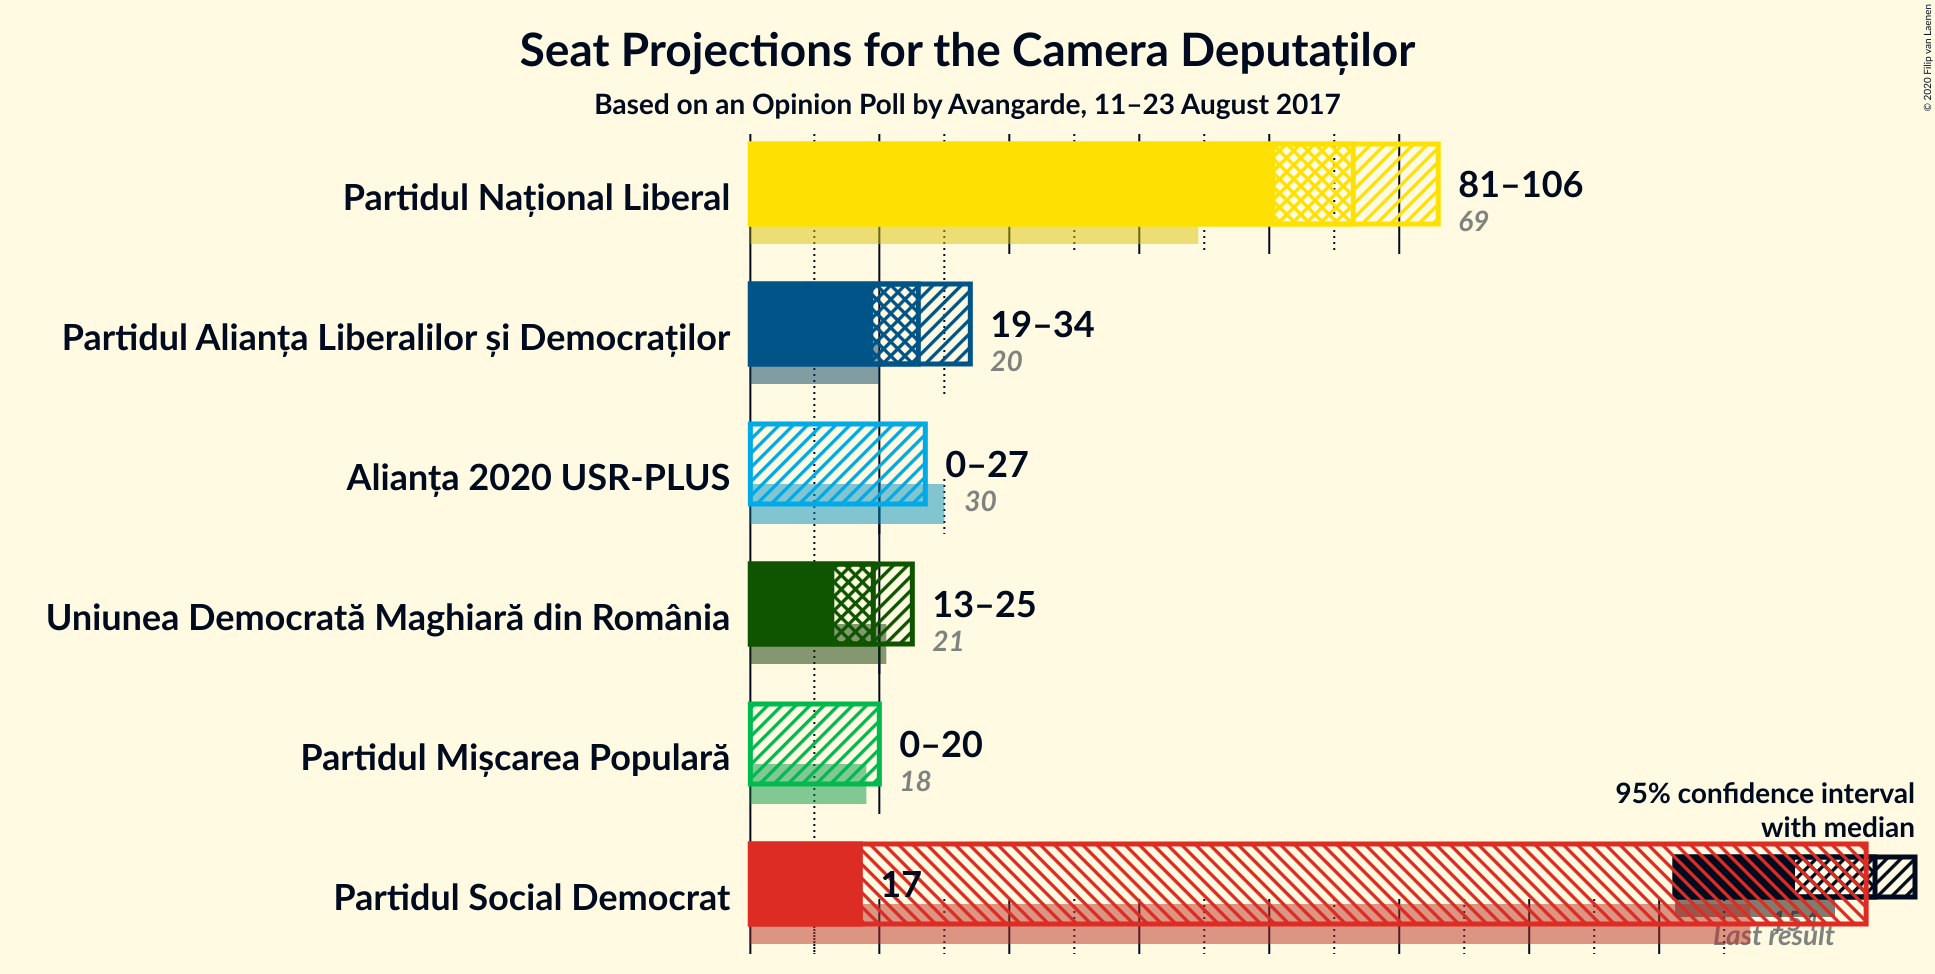 Seat Projections for the Camera Deputaților
Based on an Opinion Poll by Avangarde, 11–23 August 2017
© 2020 Filip van Laenen
Partidul Național Liberal
81–106
69
Partidul Alianța Liberalilor și Democraților
19–34
20
Alianța 2020 USR-PLUS
0–27
30
Uniunea Democrată Maghiară din România
13–25
21
Partidul Mișcarea Populară
0–20
18
95% confidence interval
with median
Partidul Social Democrat
17
Last result